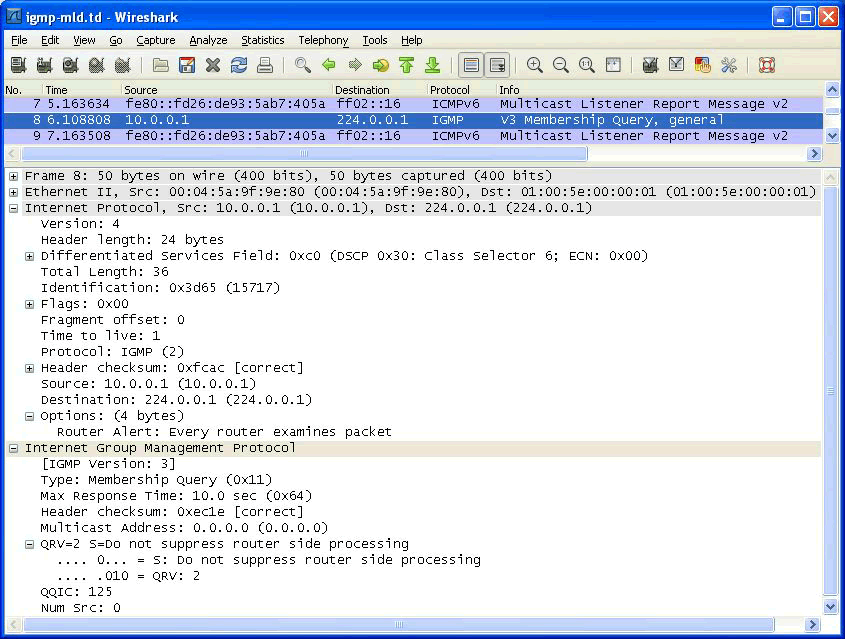 igmp-mld.td - Wireshark
File Edit View Go Capture Analyze Statistics Telephony Tools Help
No. Time Source Destination Protocol Info
7 5.163634 fe80::fd26:de93:5ab7:405a ff02::16 ICMPv6 Multicast Listener Report Message v2
8 6.108808 10.0.0.1 224.0.0.1 IGMP V3 Membership Query, general
9 7.163508 fe80::fd26:de93:5ab7:405a ff02::16 ICMPv6 Multicast Listener Report Message v2
Frame 8: 50 bytes on wire (400 bits), 50 bytes captured (400 bits)
Ethernet II, Src: 00:04:5a:9f:9e:80 (00:04:5a:9f:9e:80), Dst: 01:00:5e:00:00:01 (01:00:5e:00:00:01)
Internet Protocol, Src: 10.0.0.1 (10.0.0.1), Dst: 224.0.0.1 (224.0.0.1)
Version: 4
Header length: 24 bytes
Differentiated Services Field: 0xc0 (DSCP 0x30: Class Selector 6; ECN: 0x00)
Total Length: 36
Identification: 0x3d65 (15717)
Flags: 0x00
Fragment offset: 0
Time to live: 1
Protocol: IGMP (2)
Header checksum: 0xfcac [correct]
Source: 10.0.0.1 (10.0.0.1)
Destination: 224.0.0.1 (224.0.0.1)
Options: (4 bytes)
Router Alert: Every router examines packet
Internet Group Management Protocol
[IGMP Version: 3]
Type: Membership Query (0x11)
Max Response Time: 10.0 sec (0x64)
Header checksum: 0xec1e [correct]
Multicast Address: 0.0.0.0 (0.0.0.0)
QRV=2 S=Do not suppress router side processing
.... 0... = S: Do not suppress router side processing
.... .010 = QRV: 2
QQIC: 125
Num Src: 0